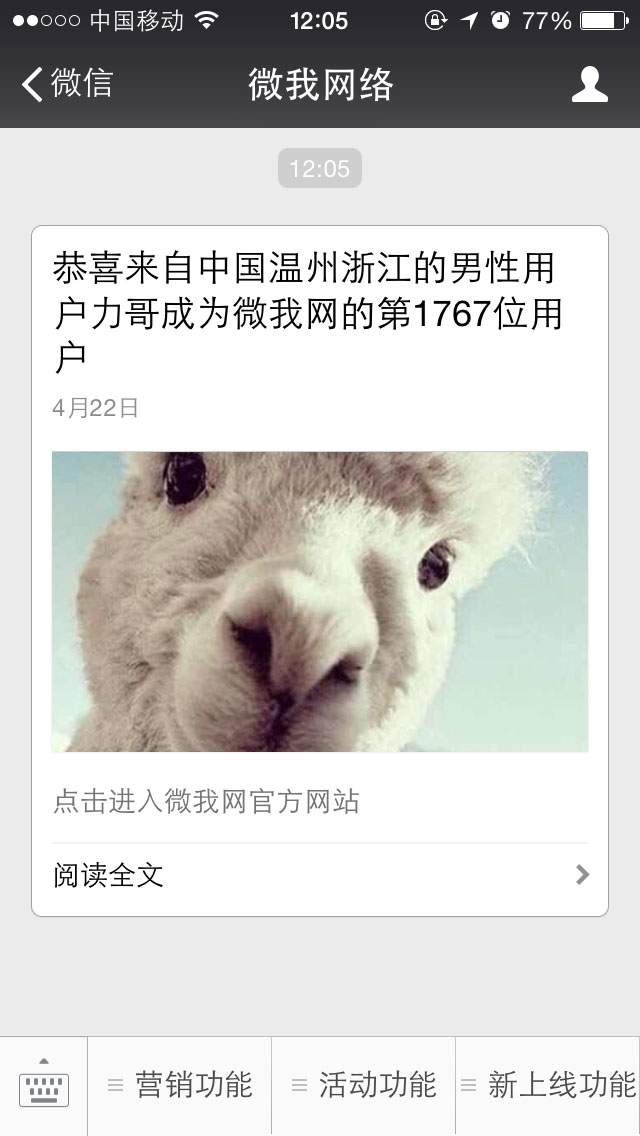 中国移动 12:05 77%
微信 微我网络
12:05
恭喜来自中国温州浙江的男性用
户力哥成为微我网的第1767位用
户
4月22日
点击进入微我网官方网站
阅读全文
营销功能 活动功能 新上线功能